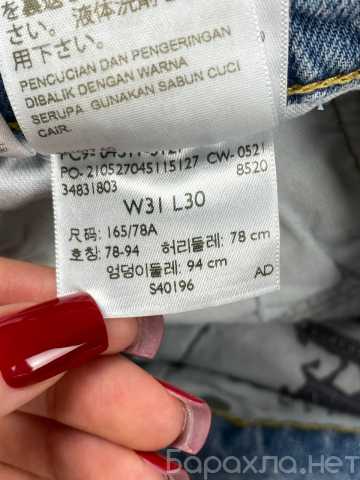 さい。液体洗剤
用下さい。
PENCUCIAN DAN PENGERINGAN
DIBALIK DENGAN WARNA
SERUPA GUNAKAN SABUN CUCI
CAIR.
PO-210527045115127 CW-0521
34831803 8520
W31 L30
尺码: 165/78A
호칭: 78-94 허리둘레: 78 cm
엉덩이둘레: 94 cm
S40196 AD
Барахла.нет